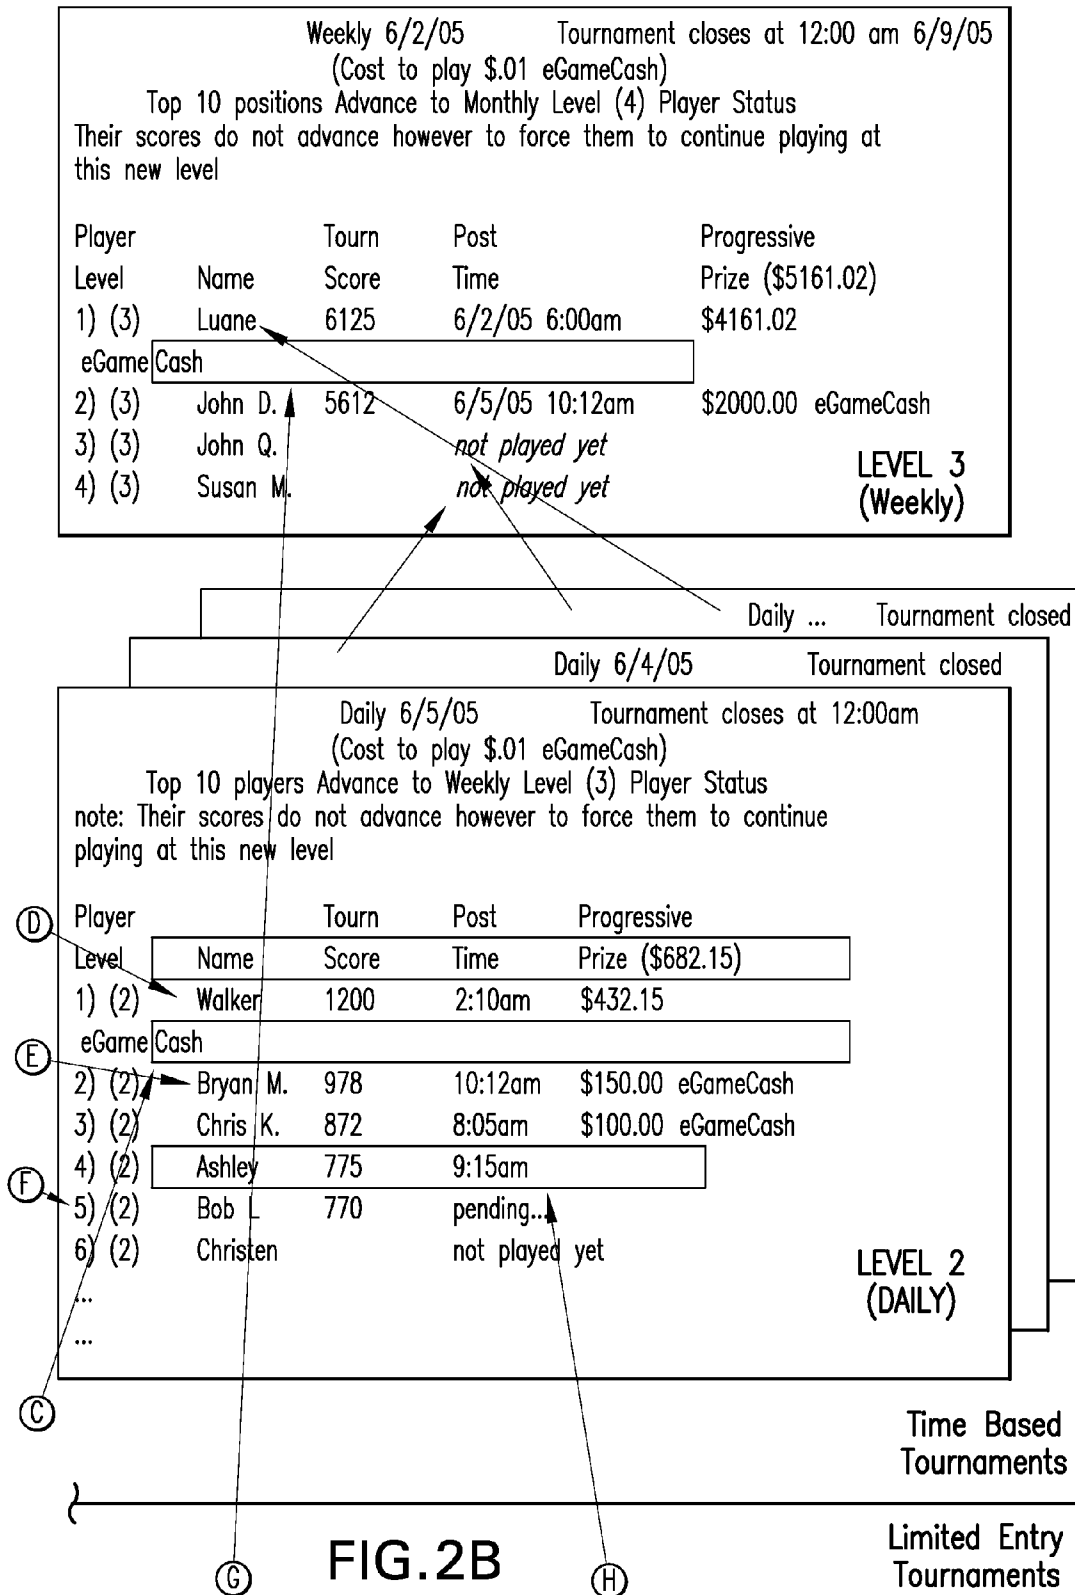 Weekly 6/2/05 Tournament closes at 12:00 am 6/9/05
(Cost to play $.01 eGameCash)
Top 10 positions Advance to Monthly Level (4) Player Status
Their scores do not advance however to force them to continue playing at
this new level
Player Tourn Post Progressive
Level Name Score Time Prize ($5161.02)
1) (3) Luane 6125 6/2/05 6:00am $4161.02
eGame Cash
2) (3) John D. 5612 6/5/05 10:12am $2000.00 eGameCash
3) (3) John Q. not played yet
4) (3) Susan M. not played yet
LEVEL 3
(Weekly)
Daily ... Tournament closed
Daily 6/4/05 Tournament closed
Daily 6/5/05 Tournament closes at 12:00am
(Cost to play $.01 eGameCash)
Top 10 players Advance to Weekly Level (3) Player Status
note: Their scores do not advance however to force them to continue
playing at this new level
D
Player Tourn Post Progressive
Level Name Score Time Prize ($682.15)
1) (2) Walker 1200 2:10am $432.15
eGame Cash
E
2) (2) Bryan M. 978 10:12am $150.00 eGameCash
3) (2) Chris K. 872 8:05am $100.00 eGameCash
4) (2) Ashley 775 9:15am
F
5) (2) Bob L 770 pending...
6) (2) Christen not played yet
...
...
LEVEL 2
(DAILY)
C
Time Based
Tournaments
Limited Entry
Tournaments
G
FIG.2B
H